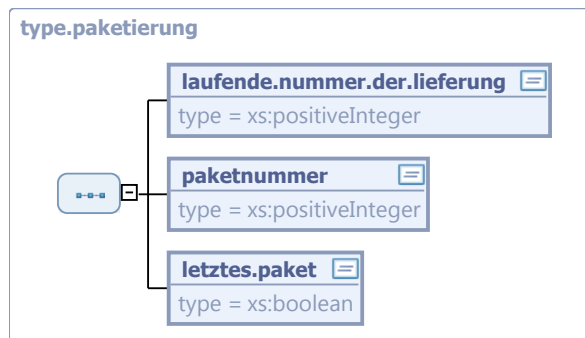 type.paketierung
laufende.nummer.der.lieferung
type = xs:positiveInteger
paketnummer
type = xs:positiveInteger
letztes.paket
type = xs:boolean